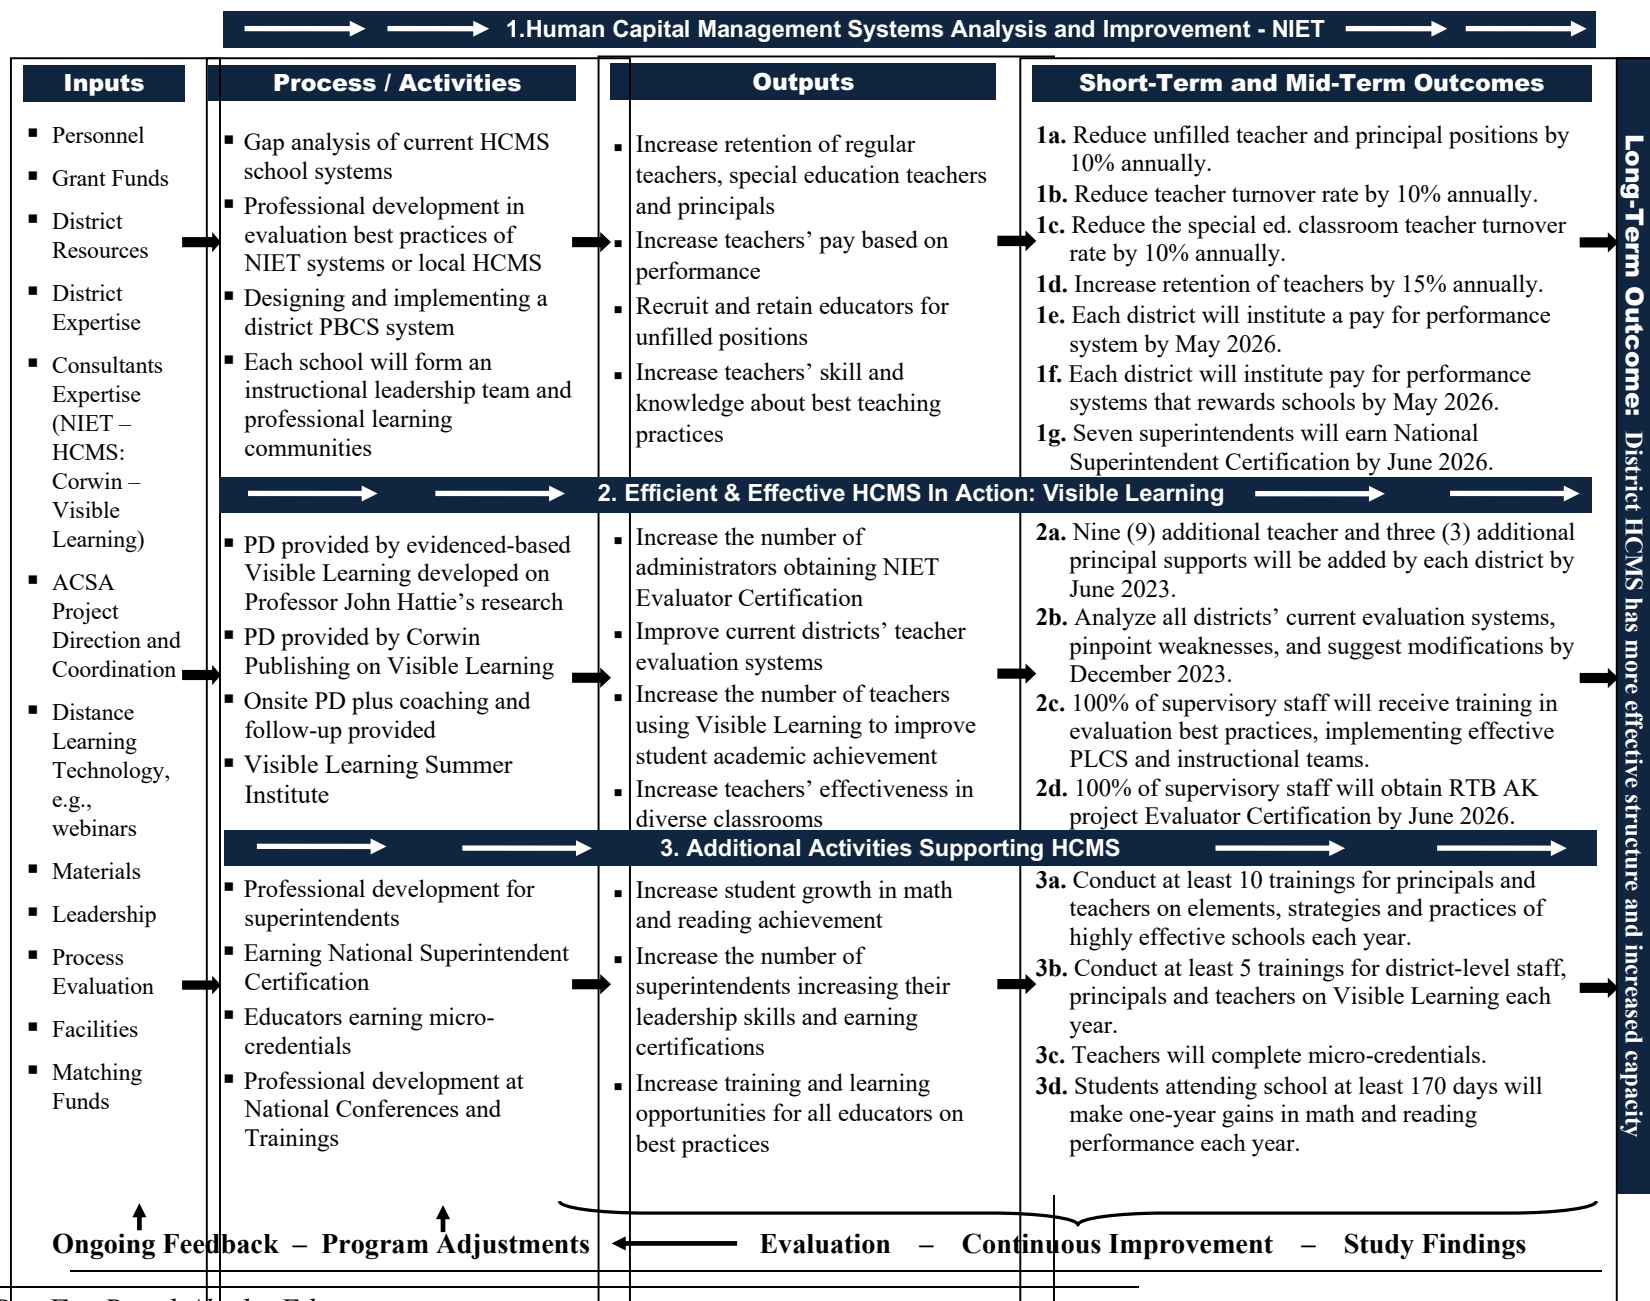 1.Human Capital Management Systems Analysis and Improvement - NIET
Inputs
Personnel
Grant Funds
District
Resources
District
Expertise
Consultants
Expertise
(NIET –
HCMS:
Corwin –
Visible
Learning)
ACSA
Project
Direction and
Coordination
Distance
Learning
Technology,
e.g.,
webinars
Materials
Leadership
Process
Evaluation
Facilities
Matching
Funds
Process / Activities
Gap analysis of current HCMS
school systems
Professional development in
evaluation best practices of
NIET systems or local HCMS
Designing and implementing a
district PBCS system
Each school will form an
instructional leadership team and
professional learning
communities
Outputs
Increase retention of regular
teachers, special education teachers
and principals
Increase teachers’ pay based on
performance
Recruit and retain educators for
unfilled positions
Increase teachers’ skill and
knowledge about best teaching
practices
Short-Term and Mid-Term Outcomes
1a. Reduce unfilled teacher and principal positions by
10% annually.
1b. Reduce teacher turnover rate by 10% annually.
1c. Reduce the special ed. classroom teacher turnover
rate by 10% annually.
1d. Increase retention of teachers by 15% annually.
1e. Each district will institute a pay for performance
system by May 2026.
1f. Each district will institute pay for performance
systems that rewards schools by May 2026.
1g. Seven superintendents will earn National
Superintendent Certification by June 2026.
2. Efficient & Effective HCMS In Action: Visible Learning
PD provided by evidenced-based
Visible Learning developed on
Professor John Hattie’s research
PD provided by Corwin
Publishing on Visible Learning
Onsite PD plus coaching and
follow-up provided
Visible Learning Summer
Institute
Increase the number of
administrators obtaining NIET
Evaluator Certification
Improve current districts’ teacher
evaluation systems
Increase the number of teachers
using Visible Learning to improve
student academic achievement
Increase teachers’ effectiveness in
diverse classrooms
2a. Nine (9) additional teacher and three (3) additional
principal supports will be added by each district by
June 2023.
2b. Analyze all districts’ current evaluation systems,
pinpoint weaknesses, and suggest modifications by
December 2023.
2c. 100% of supervisory staff will receive training in
evaluation best practices, implementing effective
PLCS and instructional teams.
2d. 100% of supervisory staff will obtain RTB AK
project Evaluator Certification by June 2026.
3. Additional Activities Supporting HCMS
Professional development for
superintendents
Earning National Superintendent
Certification
Educators earning micro-
credentials
Professional development at
National Conferences and
Trainings
Increase student growth in math
and reading achievement
Increase the number of
superintendents increasing their
leadership skills and earning
certifications
Increase training and learning
opportunities for all educators on
best practices
3a. Conduct at least 10 trainings for principals and
teachers on elements, strategies and practices of
highly effective schools each year.
3b. Conduct at least 5 trainings for district-level staff,
principals and teachers on Visible Learning each
year.
3c. Teachers will complete micro-credentials.
3d. Students attending school at least 170 days will
make one-year gains in math and reading
performance each year.
Long-Term Outcome: District HCMS has more effective structure and increased capacity
Ongoing Feedback – Program Adjustments Evaluation – Continuous Improvement – Study Findings